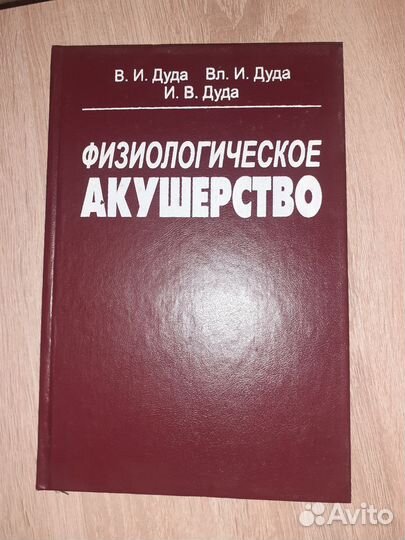 В. И. Дуда Вл. И. Дуда
И. В. Дуда
ФИЗИОЛОГИЧЕСКОЕ
АКУШЕРСТВО
Avito